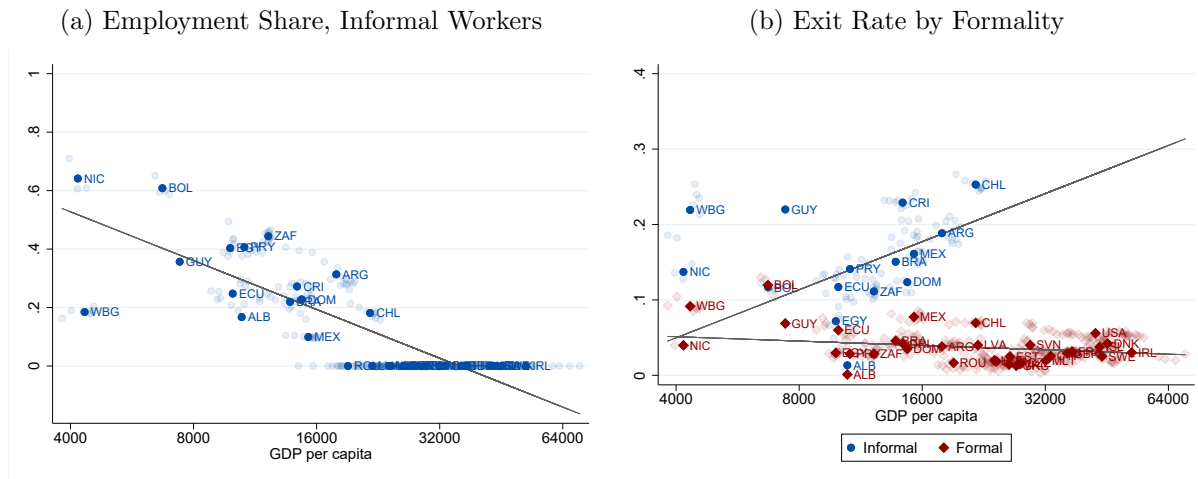 (a) Employment Share, Informal Workers
1
.8
.6
.4
.2
0
NIC
BOL
ZAF
PRY
GUY
ARG
CRI
ECU
DOM
WBG
ALB
CHL
MEX
IRL
4000
8000
16000
32000
64000
GDP per capita
(b) Exit Rate by Formality
.4
.3
.2
.1
0
CHL
CRI
WBG
GUY
ARG
MEX
BRA
PRY
NIC
DOM
BOL
ECU
ZAF
WBG
EGY
MEX
GUY
CHL
ECU
USA
NIC
DOM
ARG
LVA
SVN
DNK
ZAF
ROU
EST
MLT
SWE
IRL
ALB
ALB
4000
8000
16000
32000
64000
GDP per capita
Informal
Formal